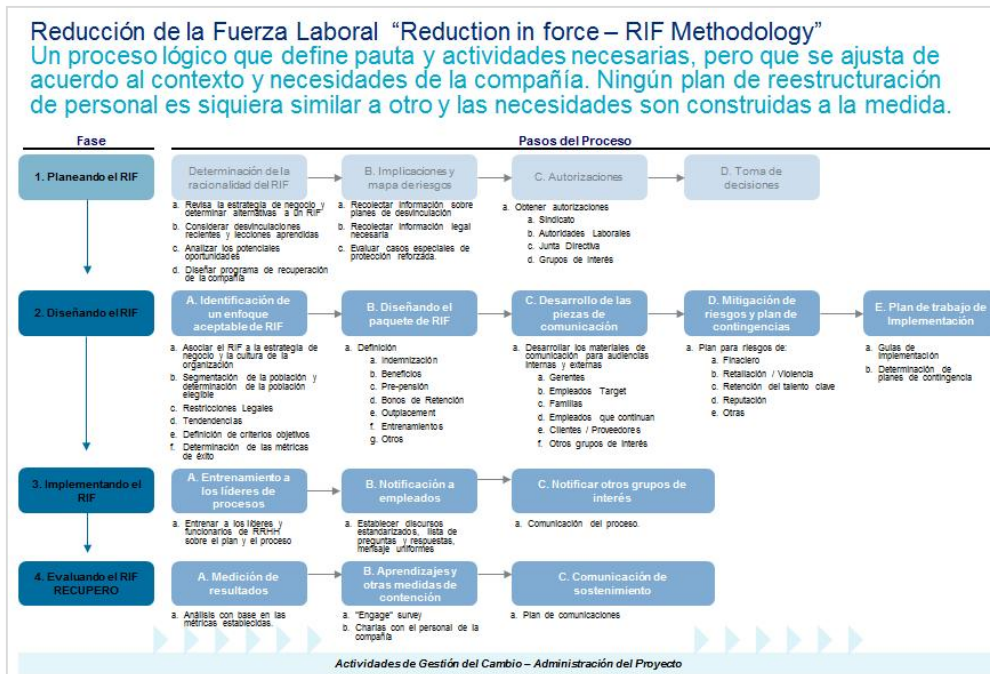 Reducción de la Fuerza Laboral “Reduction in force – RIF Methodology”
Un proceso lógico que define pauta y actividades necesarias, pero que se ajusta de
acuerdo al contexto y necesidades de la compañía. Ningún plan de reestructuración
de personal es siquiera similar a otro y las necesidades son construidas a la medida.
Fase
Pasos del Proceso
1. Planeando el RIF
Determinación de la
racionalidad del RIF
B. Implicaciones y
mapa de riesgos
C. Autorizaciones
D. Toma de
decisiones
a. Revisa la estrategia de negocio y
determinar alternativas a un RIF
b. Considerar desvinculaciones
recientes y lecciones aprendidas
c. Analizar los potenciales
oportunidades
d. Diseñar programa de recuperación
de la compañía
a. Recolectar información sobre
planes de desvinculación
b. Recolectar información legal
necesaria
c. Evaluar casos especiales de
protección reforzada.
a. Obtener autorizaciones
a. Sindicato
b. Autoridades Laborales
c. Junta Directiva
d. Grupos de Interés
2. Diseñando el RIF
A. Identificación de
un enfoque
aceptable de RIF
B. Diseñando el
paquete de RIF
C. Desarrollo de las
piezas de
comunicación
D. Mitigación de
riesgos y plan de
contingencias
E. Plan de trabajo de
Implementación
a. Asociar el RIF a la estrategia de
negocio y la cultura de la
organización
b. Segmentación de la población y
determinación de la población
elegible
c. Restricciones Legales
d. Tendendencias
e. Definición de criterios objetivos
f. Determinación de las métricas
de éxito
a. Definición
a. Indemnización
b. Beneficios
c. Pre-pensión
d. Bonos de Retención
e. Outplacement
f. Entrenamientos
g. Otros
a. Desarrollar los materiales de
comunicación para audiencias
internas y externas
a. Gerentes
b. Empleados Target
c. Familias
d. Empleados que continuan
e. Clientes / Proveedores
f. Otros grupos de Interés
a. Plan para riesgos de:
a. Finaciero
b. Retaliación / Violencia
c. Retención del talento clave
d. Reputación
e. Otras
a. Guías de
Implementación
b. Determinación de
planes de contingencia
3. Implementando el
RIF
A. Entrenamiento a
los líderes de
procesos
B. Notificación a
empleados
C. Notificar otros grupos de
interés
a. Entrenar a los líderes y
funcionarios de RRHH
sobre el plan y el proceso
a. Establecer discursos
estandarizados, lista de
preguntas y respuestas,
mensaje uniformes
a. Comunicación del proceso.
4. Evaluando el RIF
RECUPERO
A. Medición de
resultados
B. Aprendizajes y
otras medidas de
contención
C. Comunicación de
sostenimiento
a. Análisis con base en las
métricas establecidas.
a. "Engage" survey
b. Charlas con el personal de la
compañía
a. Plan de comunicaciones
Actividades de Gestión del Cambio – Administración del Proyecto